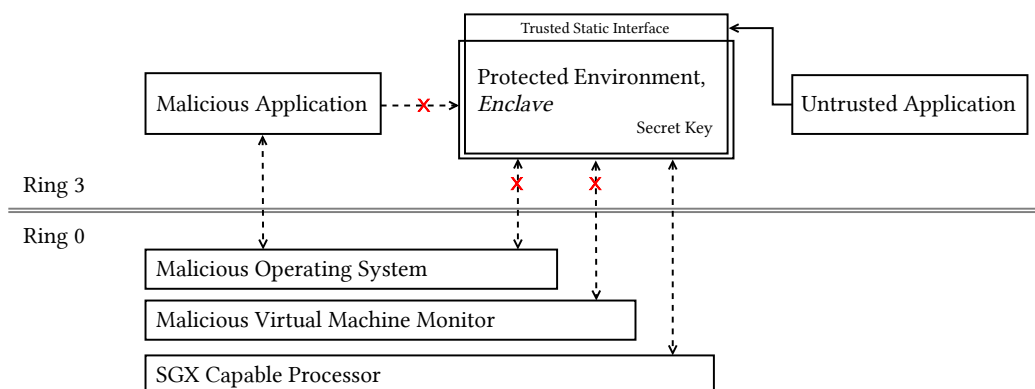 Trusted Static Interface
Protected Environment,
Enclave
Secret Key
Malicious Application
Untrusted Application
Ring 3
Ring 0
Malicious Operating System
Malicious Virtual Machine Monitor
SGX Capable Processor